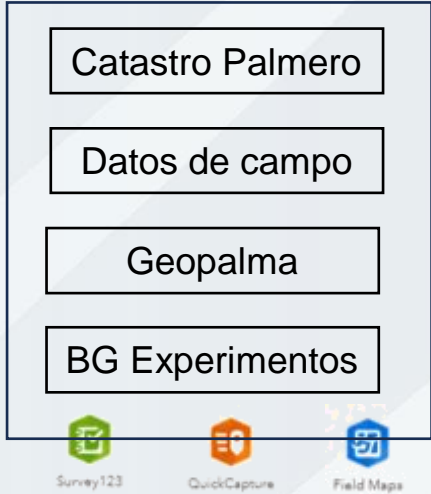 Catastro Palmero
Datos de campo
Geopalma
BG Experimentos
Survey123 QuickCapture Field Maps